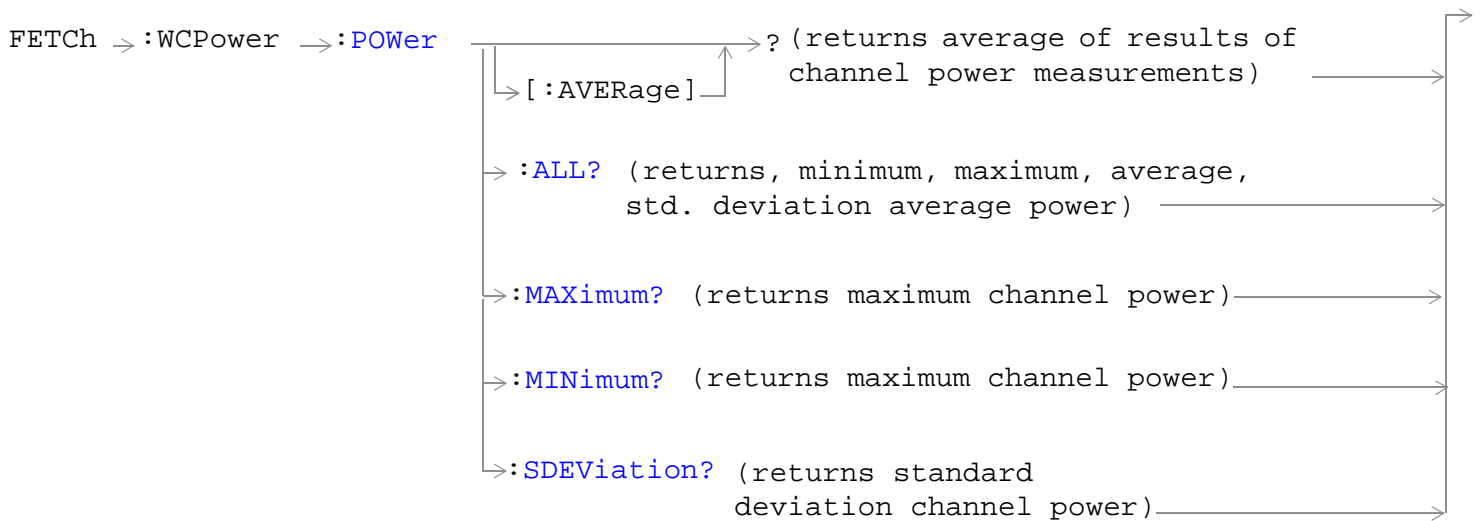 FETCh :WCPower :POWer ? (returns average of results of
channel power measurements)
[:AVERage]
:ALL? (returns, minimum, maximum, average,
std. deviation average power)
:MAXimum? (returns maximum channel power)
:MINimum? (returns maximum channel power)
:SDEViation? (returns standard
deviation channel power)